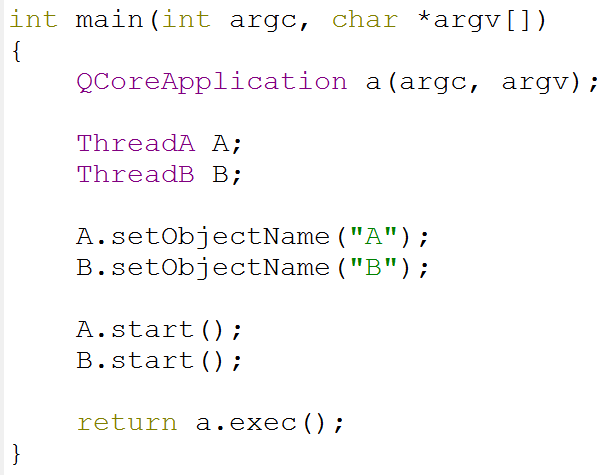 int main(int argc, char *argv[])
{
    QCoreApplication a(argc, argv);

    ThreadA A;
    ThreadB B;

    A.setObjectName("A");
    B.setObjectName("B");

    A.start();
    B.start();

    return a.exec();
}